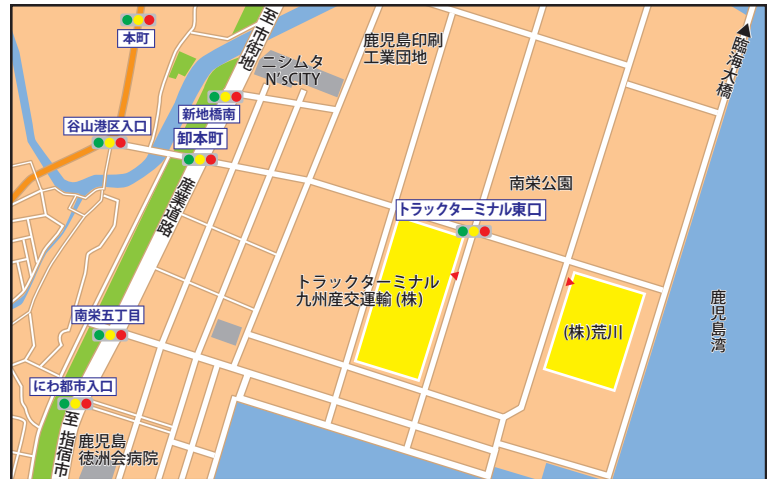 本町
至 市街地
ニシムタ
N'sCITY
鹿児島印刷
工業団地
臨海大橋
新地橋南
谷山港区入口
卸本町
産業道路
南栄公園
トラックターミナル東口
トラックターミナル
九州産交運輸 (株)
鹿児島湾
南栄五丁目
(株)荒川
にわ都市入口
至 指宿市
鹿児島
徳洲会病院